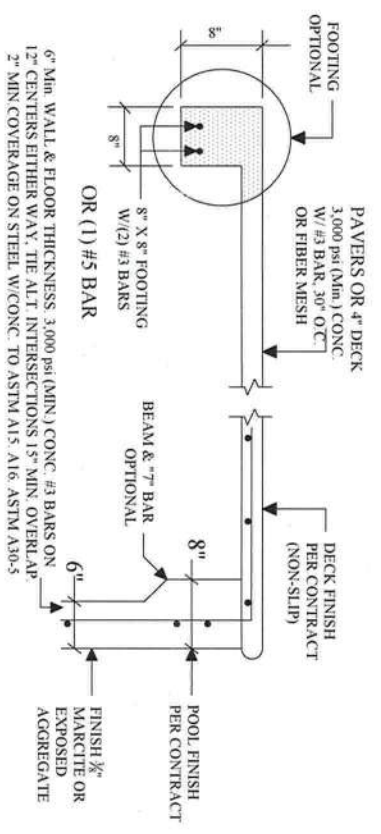 FOOTING
OPTIONAL
8"
8"
8" X 8" FOOTING
W/(2) #3 BARS
OR (1) #5 BAR
PAVERS OR 4" DECK
3,000 psi (Min.) CONC.
W/ #3 BAR, 30" O.C.
OR FIBER MESH
DECK FINISH
PER CONTRACT
(NON-SLIP)
BEAM & "7" BAR
OPTIONAL
8"
6"
POOL FINISH
PER CONTRACT
FINISH ⅜"
MARCITE OR
EXPOSED
AGGREGATE
6" Min. WALL & FLOOR THICKNESS. 3,000 psi (MIN.) CONC. #3 BARS ON
12" CENTERS EITHER WAY, TIE ALT. INTERSECTIONS 15" MIN. OVERLAP.
2" MIN.COVERAGE ON STEEL W/CONC. TO ASTM A15. A16. ASTM A30-5